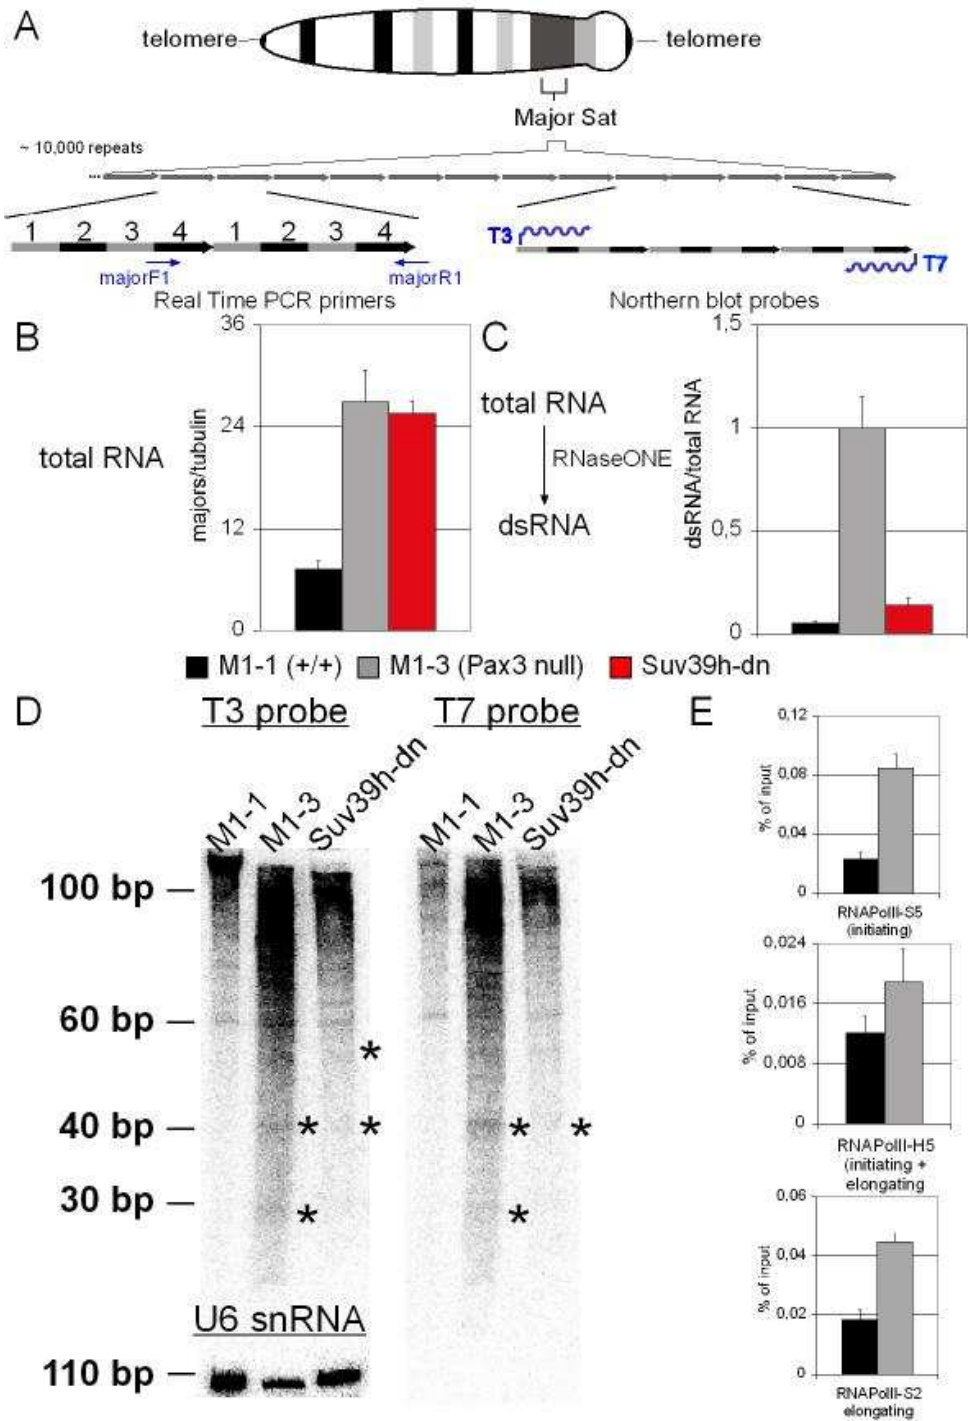 A
telomere
telomere
Major Sat
~ 10,000 repeats
1 2 3 4 1 2 3 4
majorF1
majorR1
T3
T7
Real Time PCR primers
Northern blot probes
B
total RNA
majors/tubulin
36
24
12
0
C
total RNA
RNaseONE
dsRNA
dsRNA/total RNA
1,5
1
0,5
0
M1-1 (+/+)
M1-3 (Pax3 null)
Suv39h-dn
D
T3 probe
T7 probe
M1-1
M1-3
Suv39h-dn
M1-1
M1-3
Suv39h-dn
100 bp
60 bp
*
40 bp
* * * *
30 bp
* *
U6 snRNA
110 bp
E
% of input
0,12
0,08
0,04
0
RNAPolII-S5
(initiating)
% of input
0,024
0,016
0,008
0
RNAPolII-H5
(initiating +
elongating
% of input
0,06
0,04
0,02
0
RNAPolII-S2
elongating